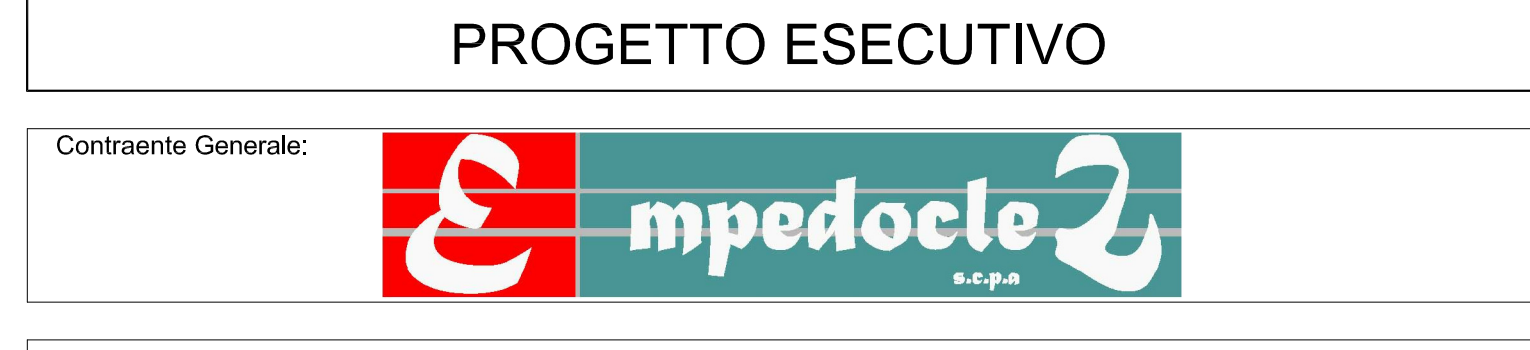 PROGETTO ESECUTIVO
Contraente Generale:
Empedocle 2
s.c.p.a